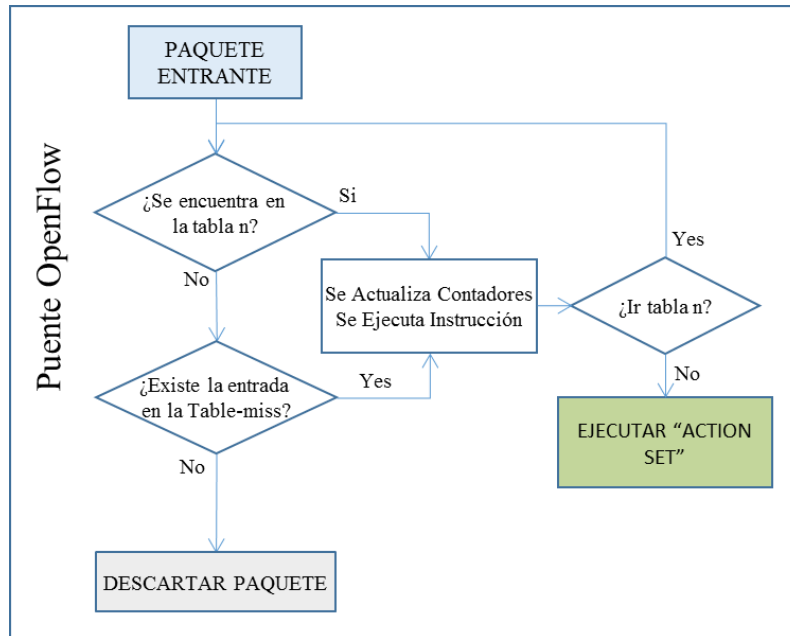 PAQUETE
ENTRANTE
Puente OpenFlow
¿Se encuentra en
la tabla n?
Si
No
Se Actualiza Contadores
Se Ejecuta Instrucción
Yes
¿Ir tabla n?
No
¿Existe la entrada
en la Table-miss?
Yes
No
EJECUTAR “ACTION
SET”
DESCARTAR PAQUETE